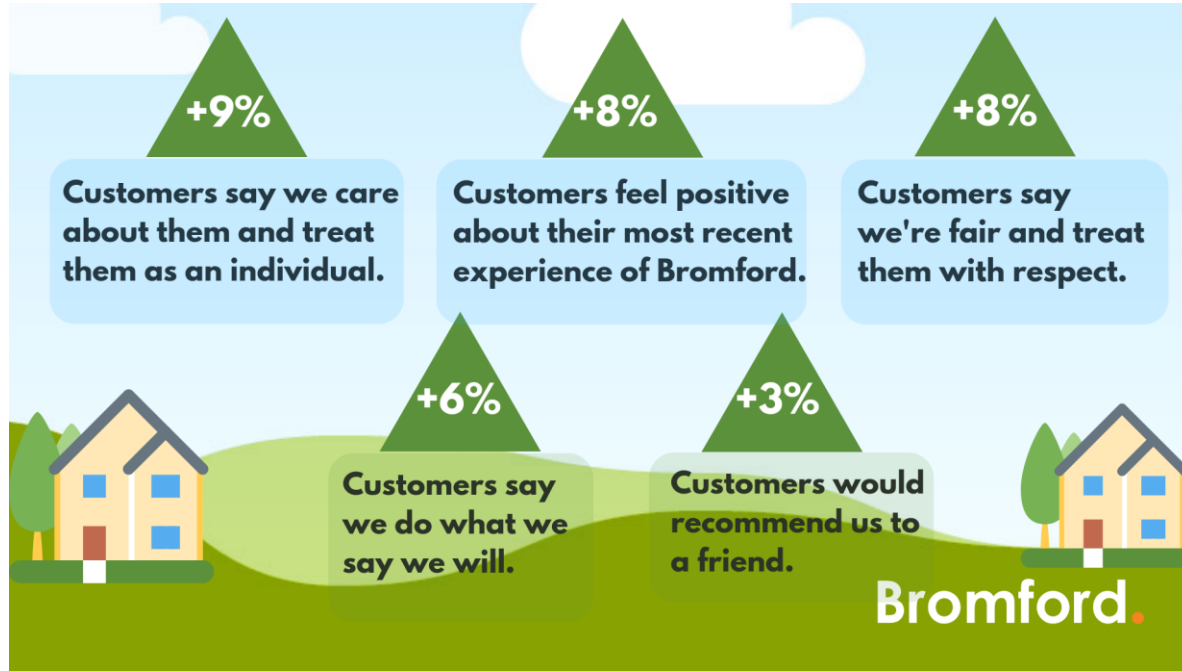 +9%
Customers say we care
about them and treat
them as an individual.
+8%
Customers feel positive
about their most recent
experience of Bromford.
+8%
Customers say
we're fair and treat
them with respect.
+6%
Customers say
we do what we
say we will.
+3%
Customers would
recommend us to
a friend.
Bromford.